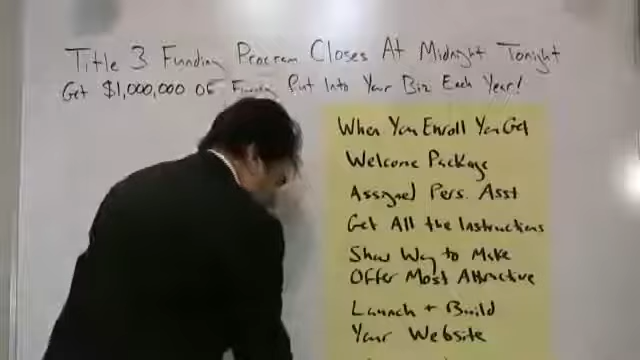 Title 3 Funding Program Closes At Midnight Tonight
Get $1,000,000 Of Funding Put Into Your Biz Each Year!
When You Enroll You Get
Welcome Package
Assigned Pers. Asst
Get All the Instructions
Show Way to Make
Offer Most Attractive
Launch + Build
Your Website